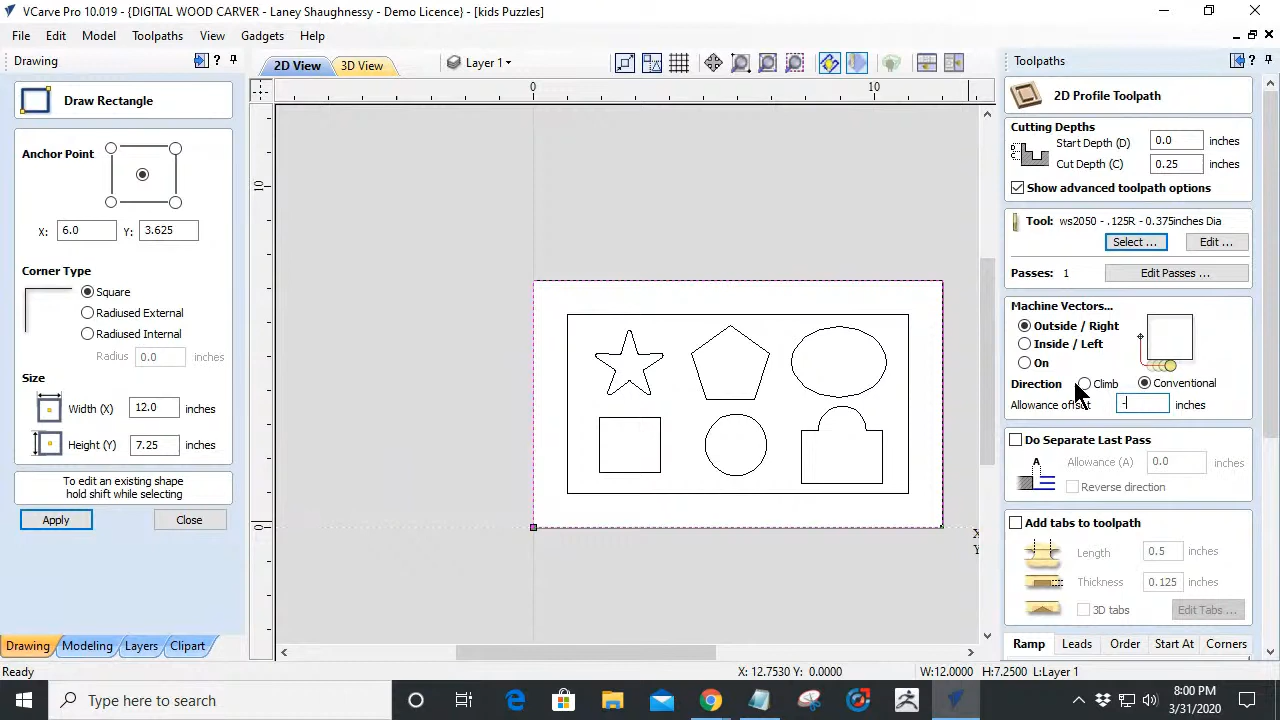 VCarve Pro 10.019 - {DIGITAL WOOD CARVER - Laney Shaughnessy - Demo Licence} - [kids Puzzles]
File Edit Model Toolpaths View Gadgets Help
Drawing
?
2D View 3D View
Layer 1
Toolpaths
?
Draw Rectangle
Anchor Point
X: 6.0 Y: 3.625
Corner Type
Square
Radiused External
Radiused Internal
Radius 0.0 inches
Size
Width (X) 12.0 inches
Height (Y) 7.25 inches
To edit an existing shape
hold shift while selecting
Apply Close
Drawing Modeling Layers Clipart
0 10
10
0
X
Y
2D Profile Toolpath
Cutting Depths
Start Depth (D) 0.0 inches
Cut Depth (C) 0.25 inches
Show advanced toolpath options
Tool: ws2050 - .125R - 0.375inches Dia
Select ... Edit ...
Passes: 1 Edit Passes ...
Machine Vectors...
Outside / Right
Inside / Left
On
Direction Climb Conventional
Allowance offset - inches
Do Separate Last Pass
A
Allowance (A) 0.0 inches
Reverse direction
Add tabs to toolpath
Length 0.5 inches
Thickness 0.125 inches
3D tabs Edit Tabs ...
Ramp Leads Order Start At Corners
Ready
X: 12.7530 Y: 0.0000
W:12.0000 H:7.2500 L:Layer 1
Type here to search
8:00 PM
3/31/2020